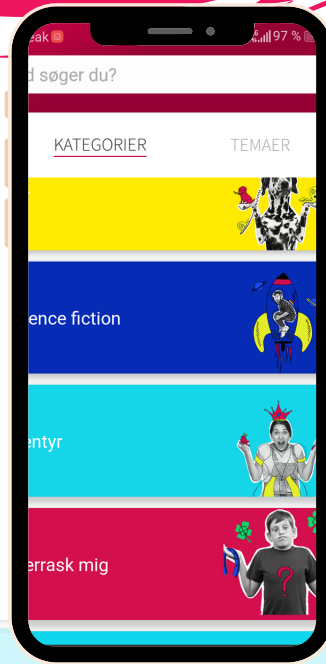 eak 97 %
d søger du?
KATEGORIER TEMAER
ence fiction
entyr
errask mig
?